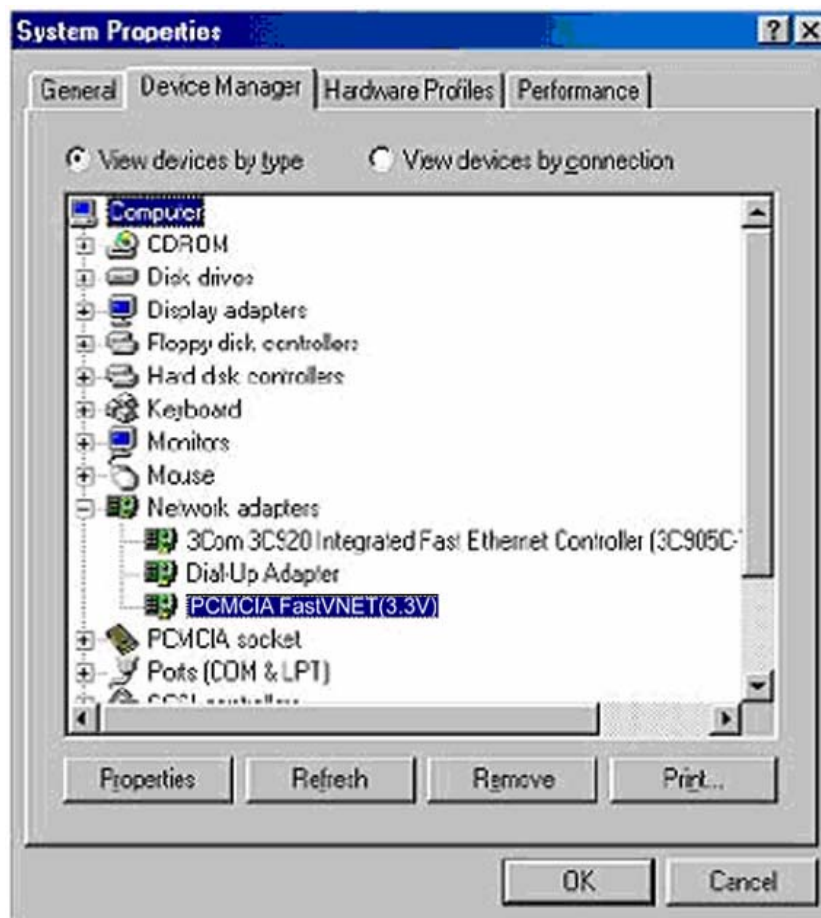 System Properties
General Device Manager Hardware Profiles Performance
View devices by type View devices by connection
Computer
CDROM
Disk drives
Display adapters
Floppy disk controllers
Hard disk controllers
Keyboard
Monitors
Mouse
Network adapters
3Com 3C920 Integrated Fast Ethernet Controller (3C905C-
Dial-Up Adapter
PCMCIA FastVNET(3.3V)
PCMCIA socket
Ports (COM & LPT)
Properties Refresh Remove Print...
OK Cancel